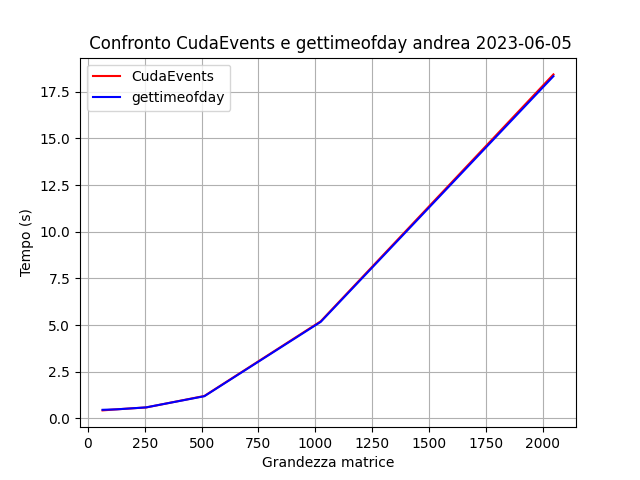 Confronto CudaEvents e gettimeofday andrea 2023-06-05
CudaEvents
gettimeofday
17.5
15.0
12.5
10.0
7.5
5.0
2.5
0.0
Tempo (s)
0 250 500 750 1000 1250 1500 1750 2000
Grandezza matrice